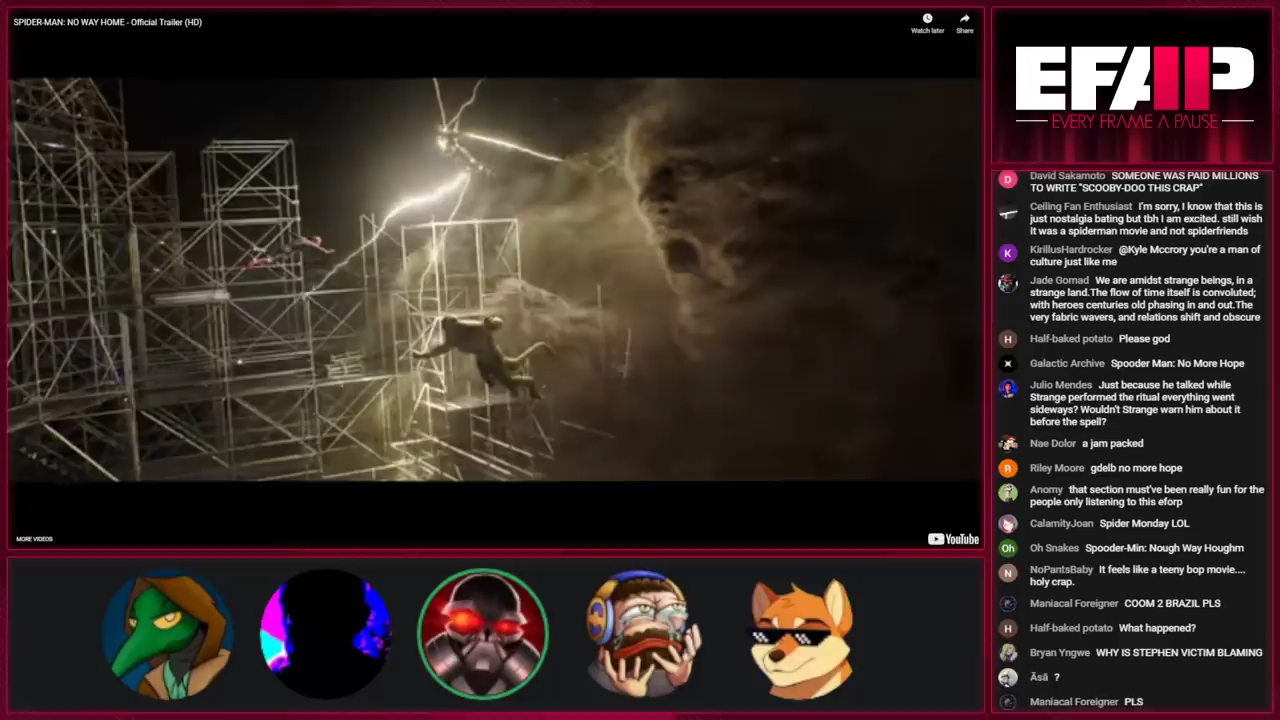 SPIDER-MAN: NO WAY HOME - Official Trailer (HD)
Watch later
Share
MORE VIDEOS
YouTube
EFAP
EVERY FRAME A PAUSE
D
David Sakamoto SOMEONE WAS PAID MILLIONS
TO WRITE "SCOOBY-DOO THIS CRAP"
Ceiling Fan Enthusiast I'm sorry, I know that this is
just nostalgia bating but tbh I am excited. still wish
it was a spiderman movie and not spiderfriends
K
KirillusHardrocker @Kyle Mccrory you're a man of
culture just like me
Jade Gomad We are amidst strange beings, in a
strange land.The flow of time itself is convoluted;
with heroes centuries old phasing in and out.The
very fabric wavers, and relations shift and obscure
H
Half-baked potato Please god
Galactic Archive Spooder Man: No More Hope
Julio Mendes Just because he talked while
Strange performed the ritual everything went
sideways? Wouldn't Strange warn him about it
before the spell?
Nae Dolor a jam packed
R
Riley Moore gdelb no more hope
Anomy that section must've been really fun for the
people only listening to this eforp
CalamityJoan Spider Monday LOL
Oh
Oh Snakes Spooder-Min: Nough Way Houghm
N
NoPantsBaby It feels like a teeny bop movie....
holy crap.
Maniacal Foreigner COOM 2 BRAZIL PLS
H
Half-baked potato What happened?
Bryan Yngwe WHY IS STEPHEN VICTIM BLAMING
Āsā ?
Maniacal Foreigner PLS